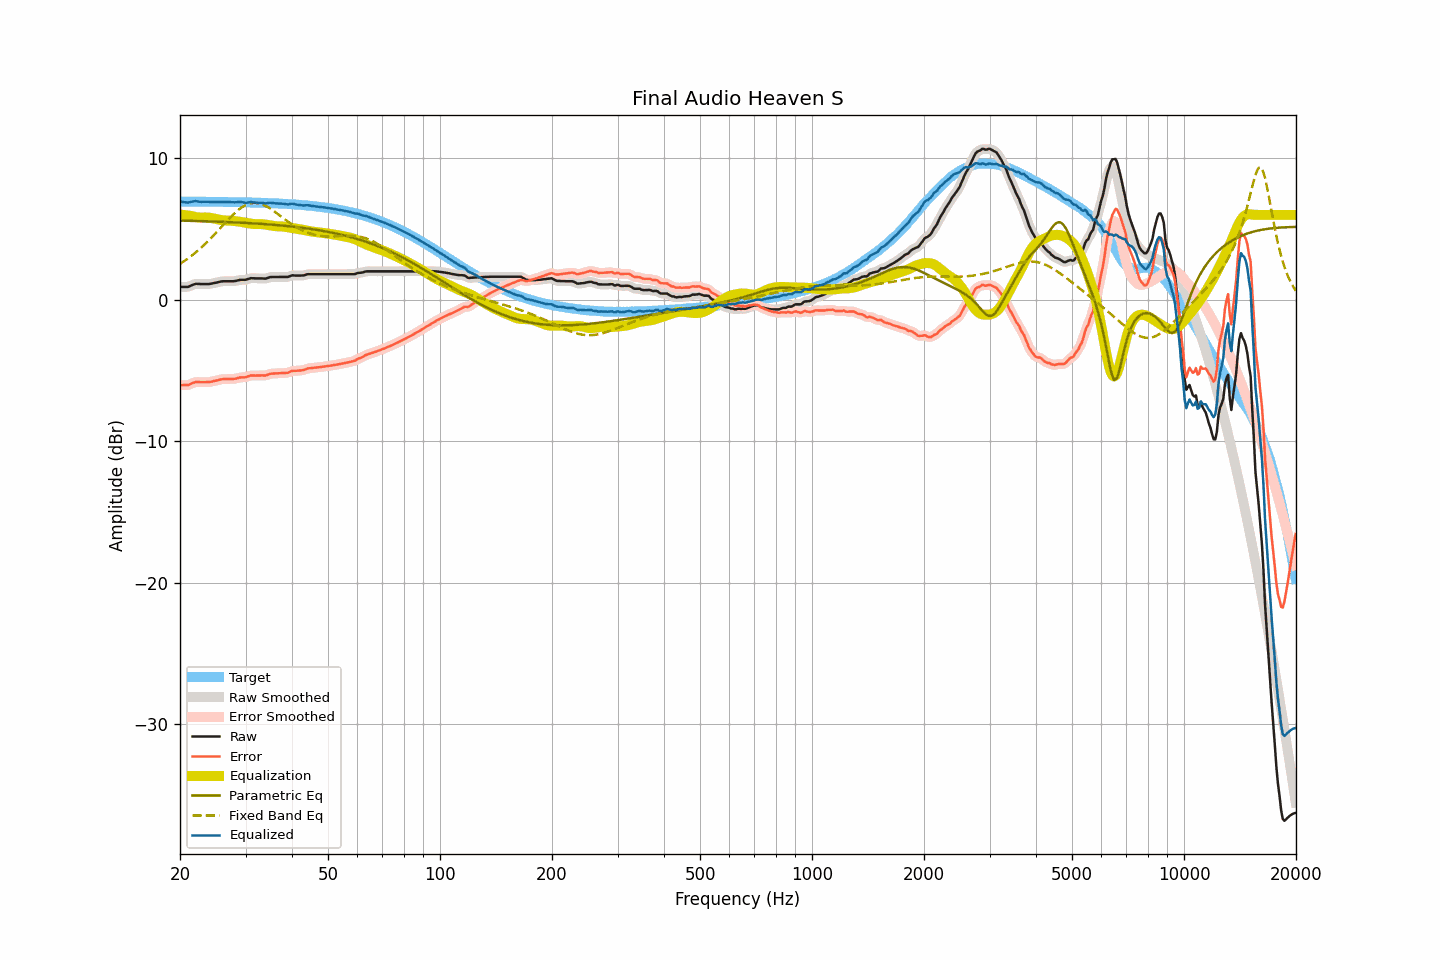 Final Audio Heaven S
10
0
−10
−20
−30
Amplitude (dBr)
Target
Raw Smoothed
Error Smoothed
Raw
Error
Equalization
Parametric Eq
Fixed Band Eq
Equalized
20 50 100 200 500 1000 2000 5000 10000 20000
Frequency (Hz)